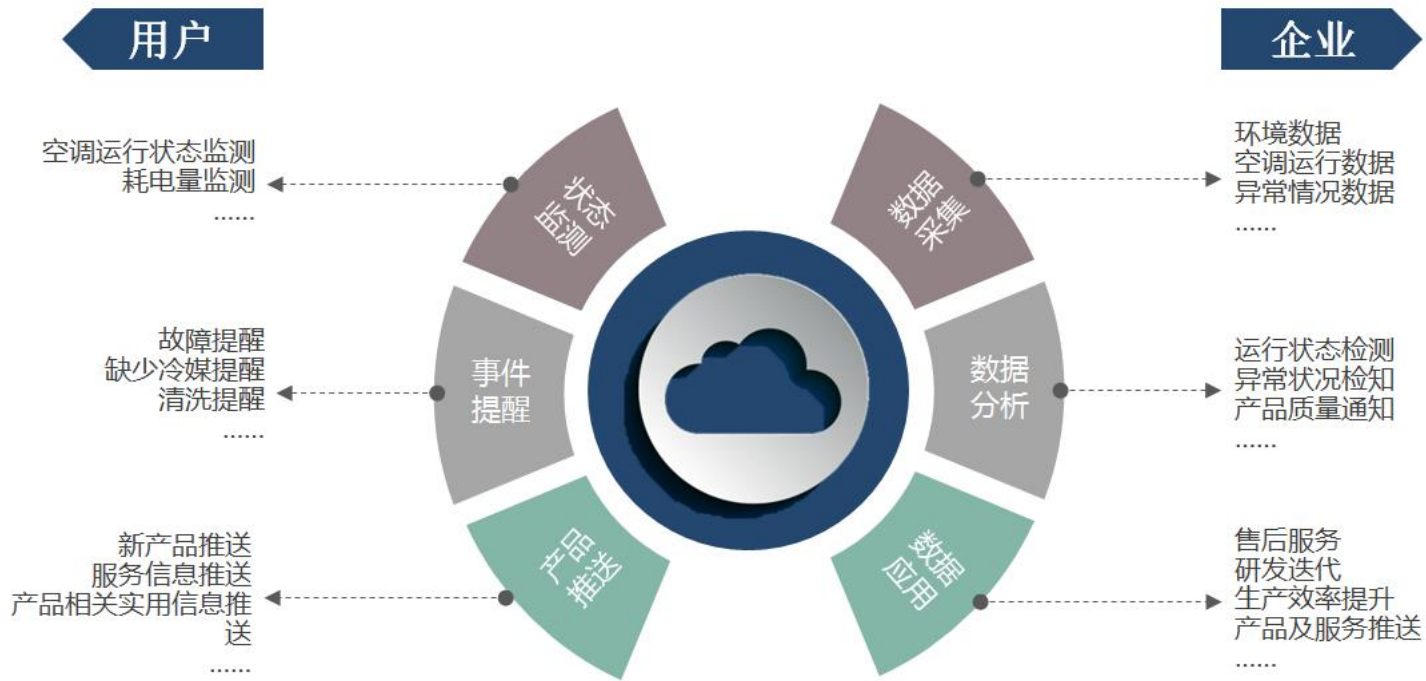 用户
企业
空调运行状态监测
耗电量监测
......
状态
监测
数据
采集
环境数据
空调运行数据
异常情况数据
......
故障提醒
缺少冷媒提醒
清洗提醒
......
事件
提醒
数据
分析
运行状态检测
异常状况检知
产品质量通知
......
新产品推送
服务信息推送
产品相关实用信息推
送
......
产品
推送
数据
应用
售后服务
研发迭代
生产效率提升
产品及服务推送
......